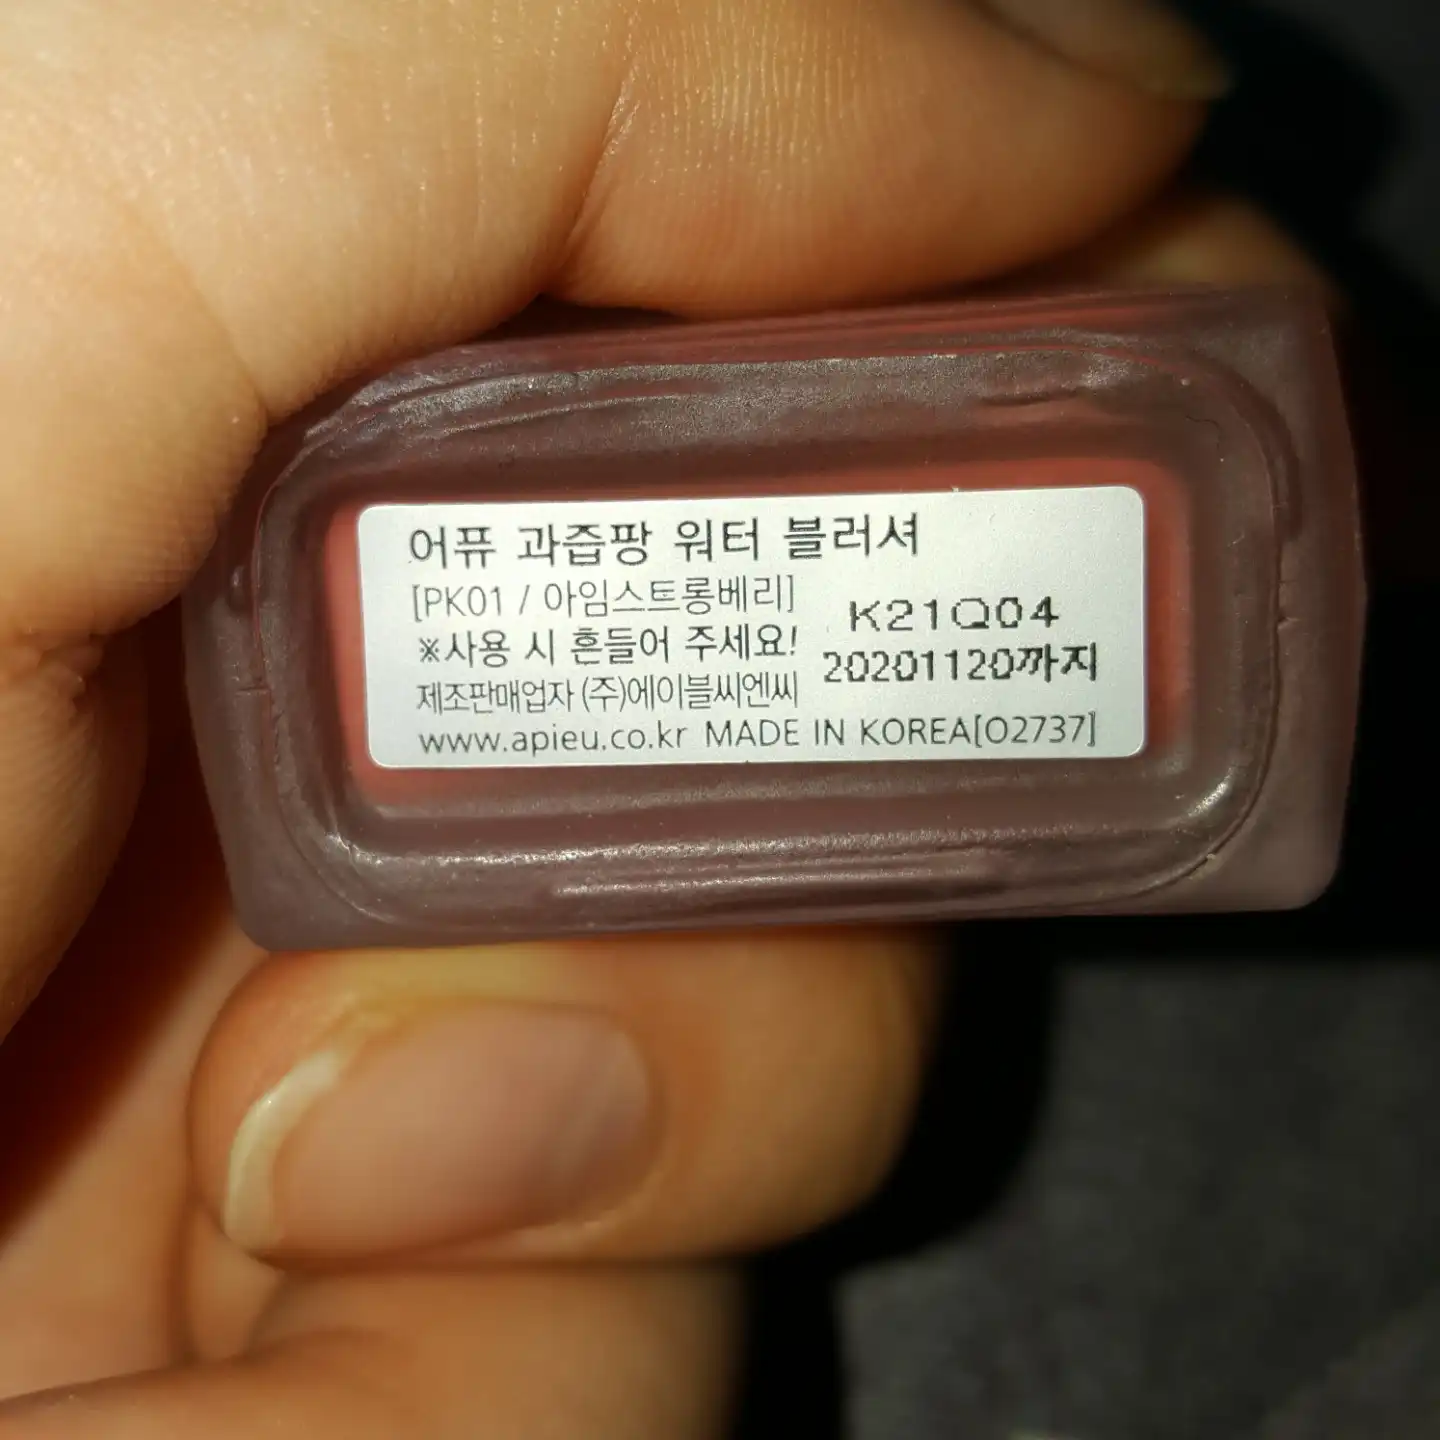 어퓨 과즙팡 워터 블러셔
[PK01 / 아임스트롱베리]
※사용 시 흔들어 주세요!
제조판매업자 (주)에이블씨엔씨
K21Q04
20201120까지
www.apieu.co.kr MADE IN KOREA[O2737]